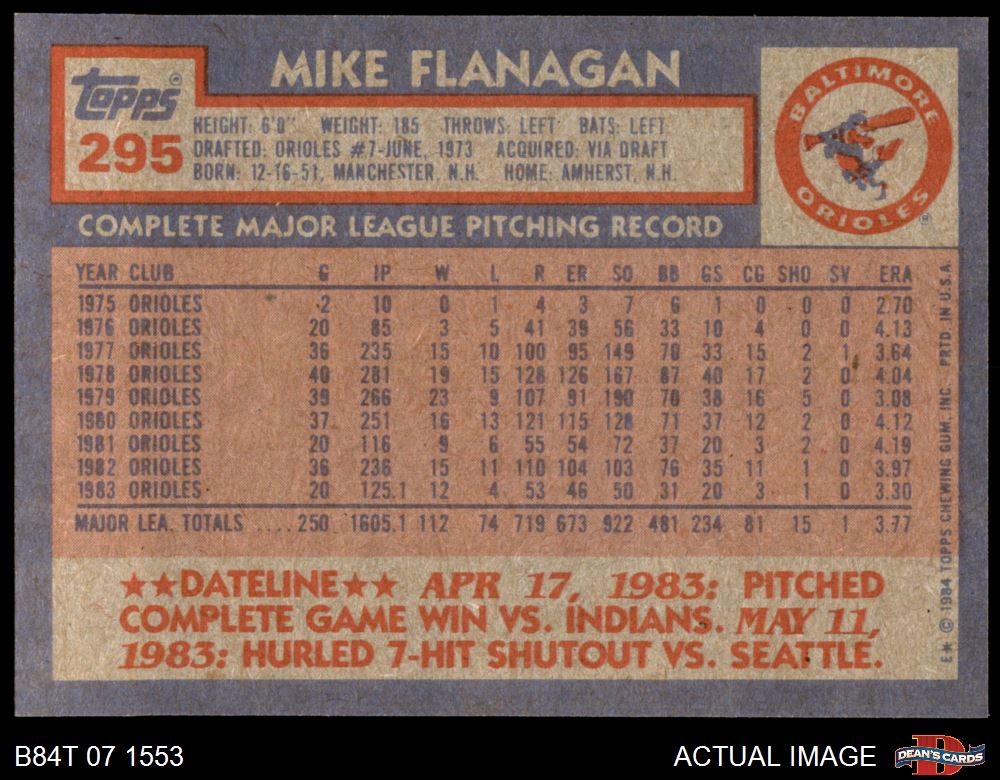 MIKE FLANAGAN
Topps®
295
HEIGHT: 6'0" WEIGHT: 185 THROWS: LEFT BATS: LEFT
DRAFTED: ORIOLES #7-JUNE, 1973 ACQUIRED: VIA DRAFT
BORN: 12-16-51, MANCHESTER, N.H. HOME: AMHERST, N.H.
BALTIMORE
ORIOLES ®
COMPLETE MAJOR LEAGUE PITCHING RECORD
YEAR CLUB G IP W L R ER SO BB GS CG SHO SV ERA
1975 ORIOLES 2 10 0 1 4 3 7 6 1 0 0 0 2.70
1976 ORIOLES 20 85 3 5 41 39 56 33 10 4 0 0 4.13
1977 ORIOLES 36 235 15 10 100 95 149 70 33 15 2 1 3.64
1978 ORIOLES 40 281 19 15 128 126 167 87 40 17 2 0 4.04
1979 ORIOLES 39 266 23 9 107 91 190 70 38 16 5 0 3.08
1980 ORIOLES 37 251 16 13 121 115 128 71 37 12 2 0 4.12
1981 ORIOLES 20 116 9 6 55 54 72 37 20 3 2 0 4.19
1982 ORIOLES 36 236 15 11 110 104 103 76 35 11 1 0 3.97
1983 ORIOLES 20 125.1 12 4 53 46 50 31 20 3 1 0 3.30
MAJOR LEA. TOTALS ....250 1605.1 112 74 719 673 922 481 234 81 15 1 3.77
★★DATELINE★★ APR 17, 1983: PITCHED
COMPLETE GAME WIN VS. INDIANS. MAY 11,
1983: HURLED 7-HIT SHUTOUT VS. SEATTLE.
E* © 1984 TOPPS CHEWING GUM, INC. PRTD. IN U.S.A.
B84T 07 1553
ACTUAL IMAGE
D
DEAN'S CARDS